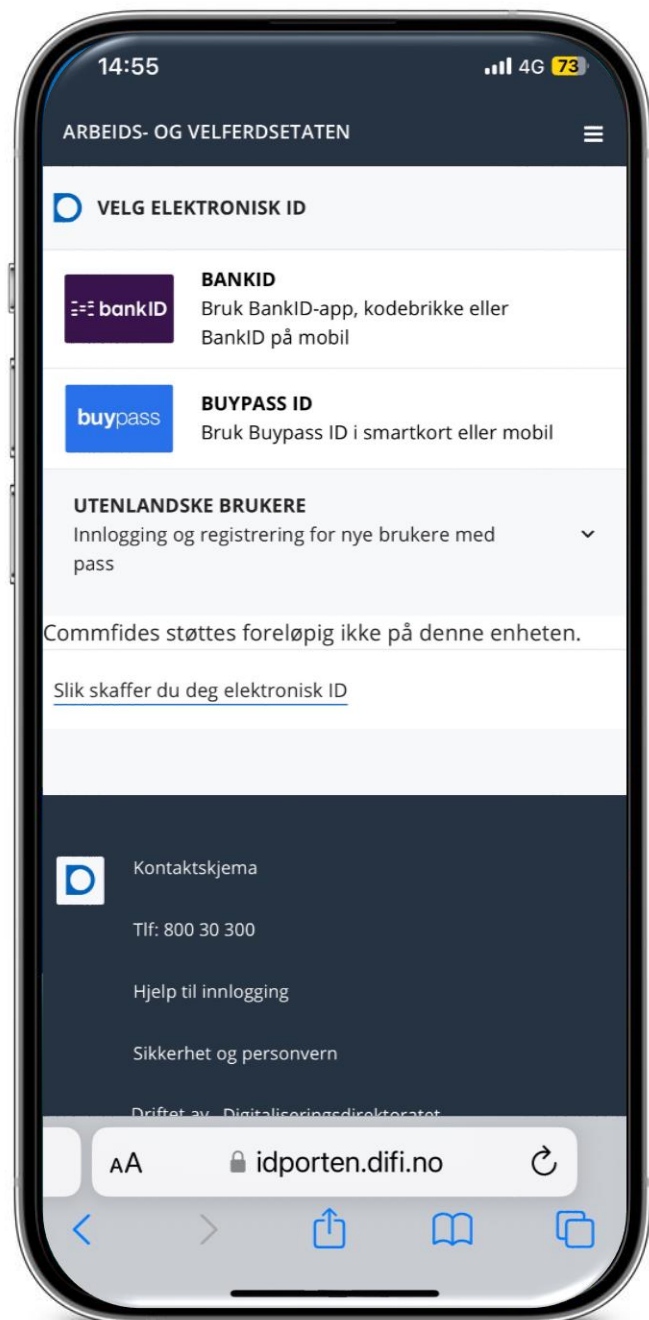 14:55
4G 73
ARBEIDS- OG VELFERDSETATEN
VELG ELEKTRONISK ID
bankID
BANKID
Bruk BankID-app, kodebrikke eller
BankID på mobil
buypass
BUYPASS ID
Bruk Buypass ID i smartkort eller mobil
UTENLANDSKE BRUKERE
Innlogging og registrering for nye brukere med
pass
Commfides støttes foreløpig ikke på denne enheten.
Slik skaffer du deg elektronisk ID
Kontaktskjema
Tlf: 800 30 300
Hjelp til innlogging
Sikkerhet og personvern
Driftet av Digitaliseringsdirektoratet
AA idporten.difi.no